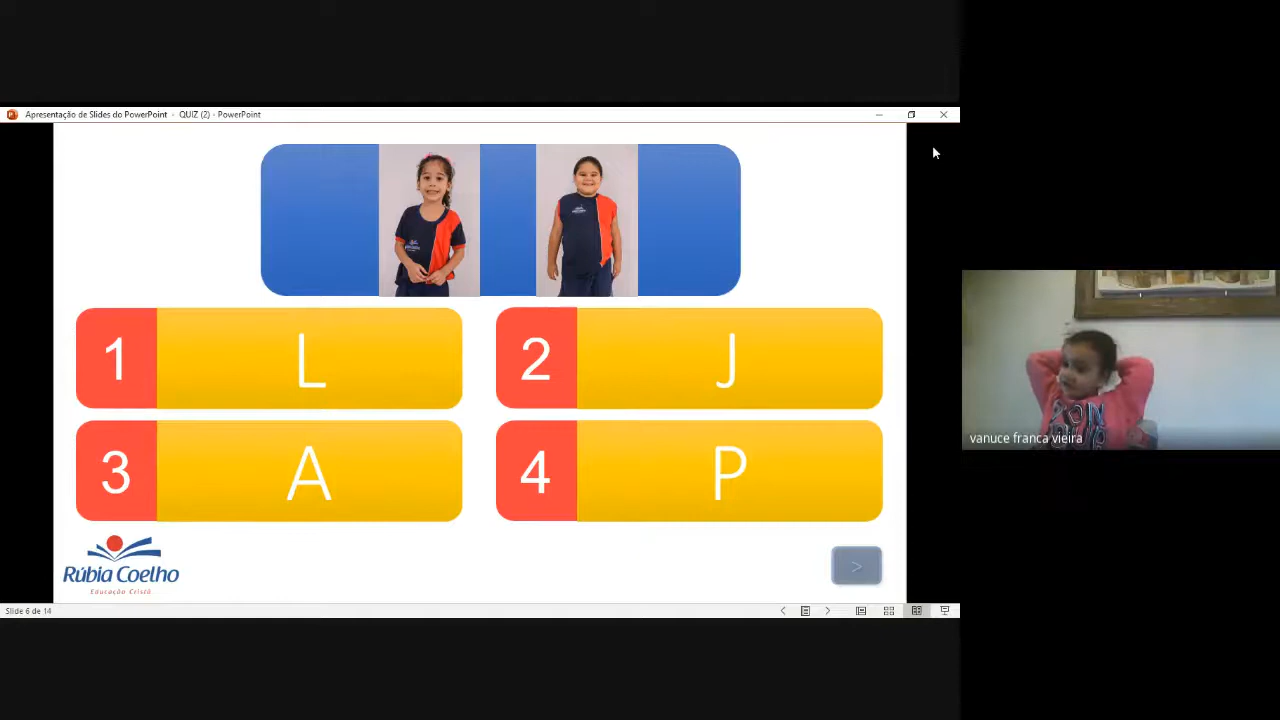 Apresentação de Slides do PowerPoint - QUIZ (2) - PowerPoint
1 L
2 J
3 A
4 P
Rúbia Coelho
Educação Cristã
>
Slide 6 de 14
vanuce franca vieira